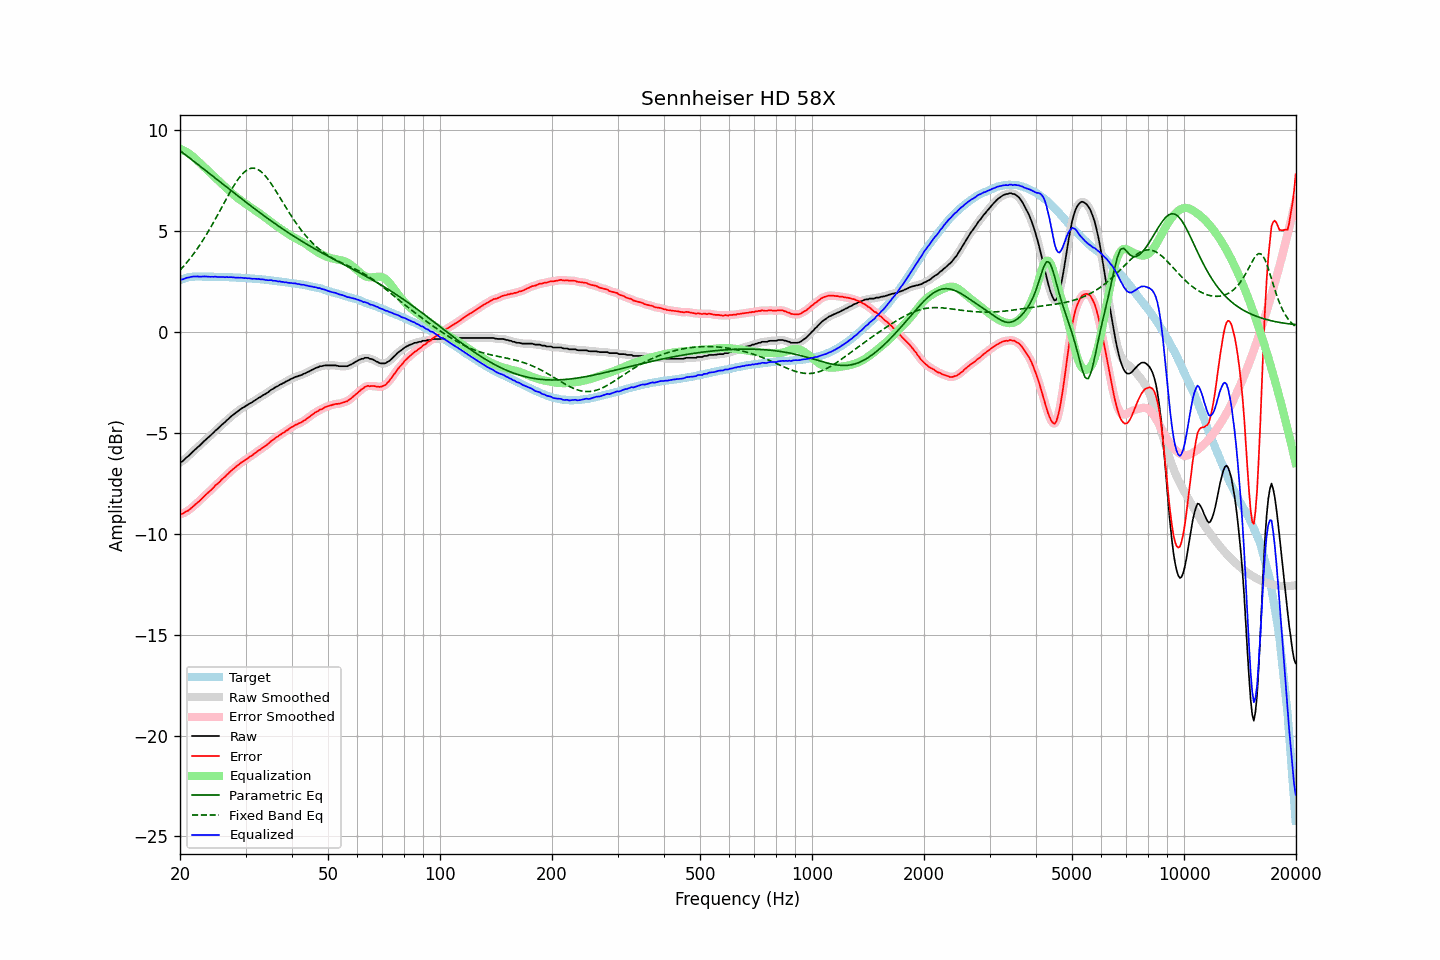 Sennheiser HD 58X
10
5
0
−5
−10
−15
−20
−25
Amplitude (dBr)
Target
Raw Smoothed
Error Smoothed
Raw
Error
Equalization
Parametric Eq
Fixed Band Eq
Equalized
20 50 100 200 500 1000 2000 5000 10000 20000
Frequency (Hz)